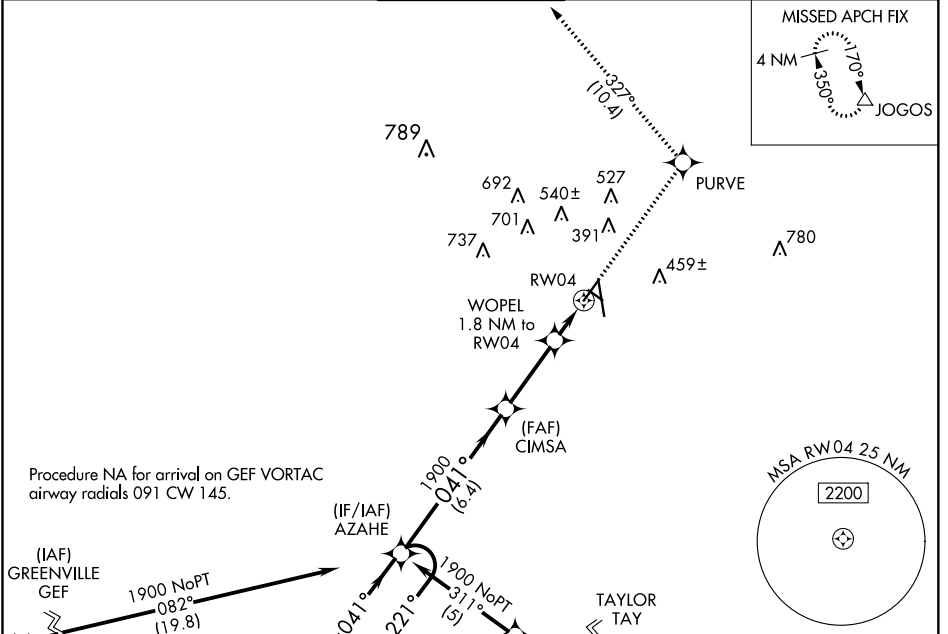 MISSED APCH FIX
4 NM
170°
350°
JOGOS
327°
(10.4)
789
PURVE
692
540±
527
701
391
737
780
459±
RW04
WOPEL
1.8 NM to
RW04
(FAF)
CIMSA
1900
041°
(6.4)
Procedure NA for arrival on GEF VORTAC
airway radials 091 CW 145.
MSA RW04 25 NM
2200
(IF/IAF)
AZAHE
(IAF)
GREENVILLE
GEF
1900 NoPT
082°
(19.8)
041°
221°
1900 NoPT
311°
(5)
TAYLOR
TAY